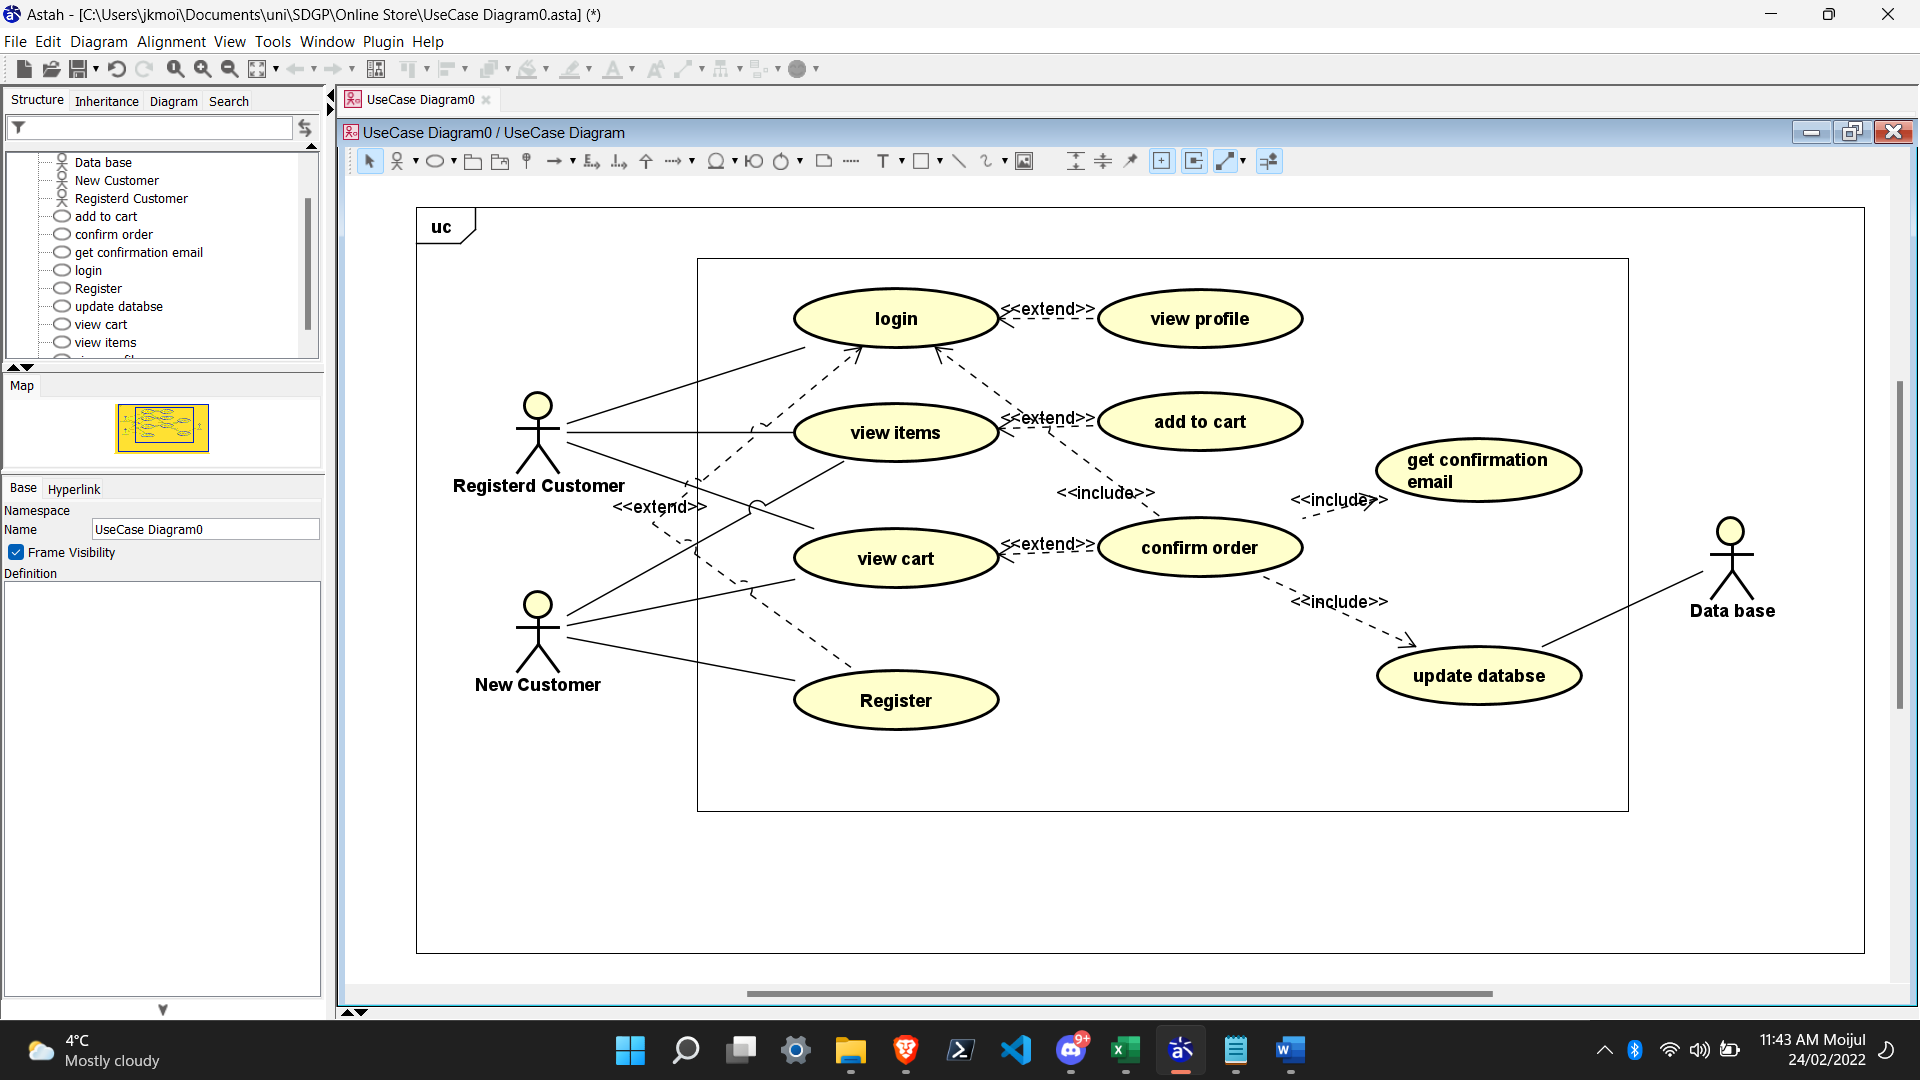 Astah - [C:\Users\jkmoi\Documents\uni\SDGP\Online Store\UseCase Diagram0.asta] (*)
File Edit Diagram Alignment View Tools Window Plugin Help
Structure Inheritance Diagram Search
Data base
New Customer
Registerd Customer
add to cart
confirm order
get confirmation email
login
Register
update databse
view cart
view items
Map
Base Hyperlink
Namespace
Name UseCase Diagram0
Frame Visibility
Definition
UseCase Diagram0
UseCase Diagram0 / UseCase Diagram
uc
login
<<extend>>
view profile
view items
<<extend>>
add to cart
Registerd Customer
<<extend>>
<<include>>
<<include>>
get confirmation
email
view cart
<<extend>>
confirm order
<<include>>
Data base
New Customer
Register
update databse
4°C
Mostly cloudy
9+
11:43 AM Moijul
24/02/2022